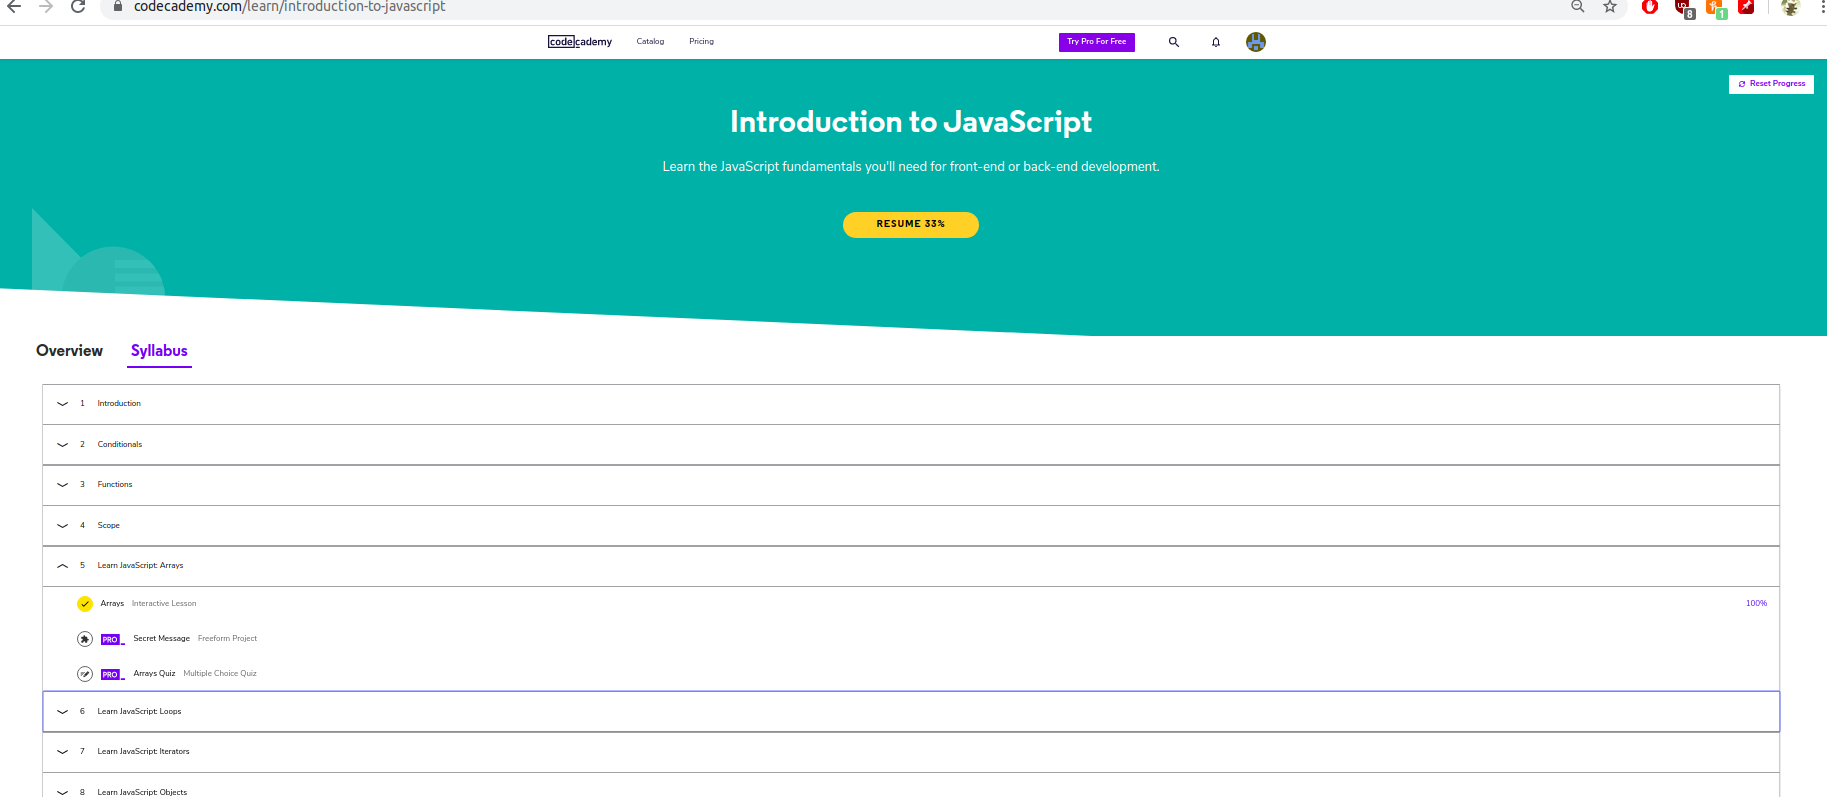 codecademy.com/learn/introduction-to-javascript
8
1
codecademy Catalog Pricing Try Pro For Free
Reset Progress
Introduction to JavaScript
Learn the JavaScript fundamentals you'll need for front-end or back-end development.
RESUME 33%
Overview Syllabus
1 Introduction
2 Conditionals
3 Functions
4 Scope
5 Learn JavaScript: Arrays
Arrays Interactive Lesson 100%
PRO Secret Message Freeform Project
PRO Arrays Quiz Multiple Choice Quiz
6 Learn JavaScript: Loops
7 Learn JavaScript: Iterators
8 Learn JavaScript: Objects